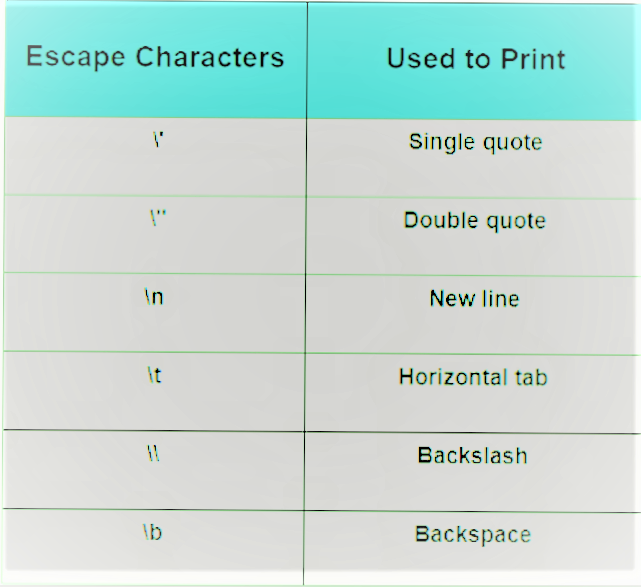 Escape Characters Used to Print
\' Single quote
\" Double quote
\n New line
\t Horizontal tab
\\ Backslash
\b Backspace